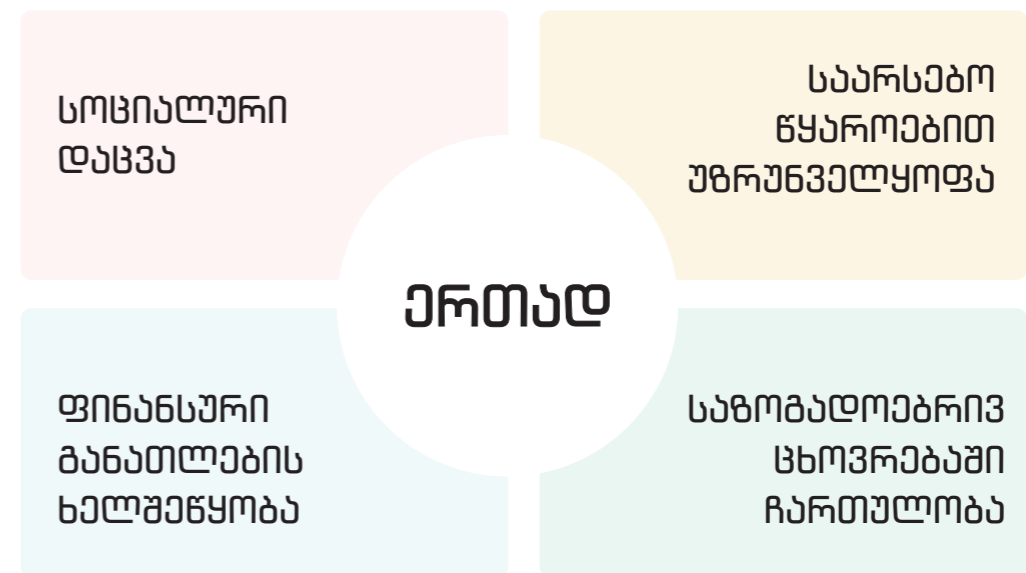 სოციალური
დაცვა
საარსებო
წყაროებით
უზრუნველყოფა
ერთად
ფინანსური
განათლების
ხელშეწყობა
საზოგადოებრივ
ცხოვრებაში
ჩართულობა